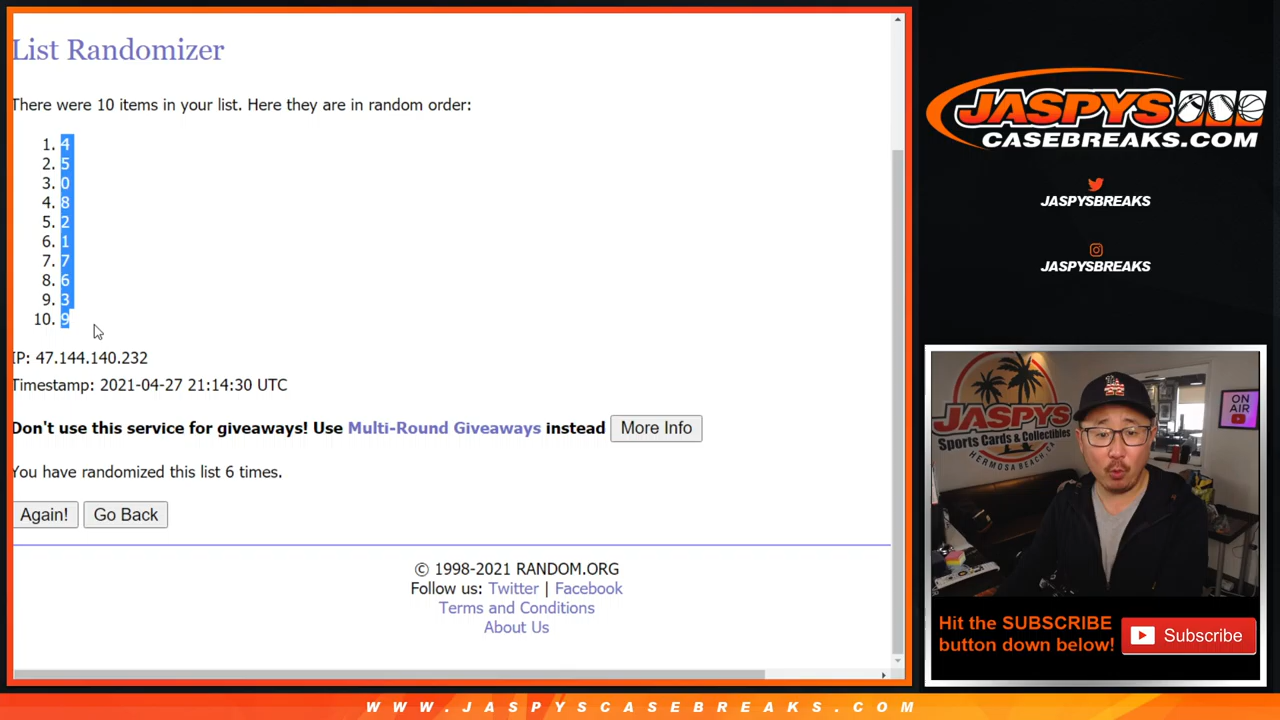 List Randomizer
There were 10 items in your list. Here they are in random order:
1. 4
2. 5
3. 0
4. 8
5. 2
6. 1
7. 7
8. 6
9. 3
10. 9
IP: 47.144.140.232
Timestamp: 2021-04-27 21:14:30 UTC
Don't use this service for giveaways! Use Multi-Round Giveaways instead More Info
You have randomized this list 6 times.
Again! Go Back
© 1998-2021 RANDOM.ORG
Follow us: Twitter | Facebook
Terms and Conditions
About Us
JASPYS
CASEBREAKS.COM
JASPYSBREAKS
JASPYSBREAKS
JASPYS
Sports Cards & Collectibles
HERMOSA BEACH, CA
ON
AIR
Hit the SUBSCRIBE
button down below!
Subscribe
WWW.JASPYSCASEBREAKS.COM